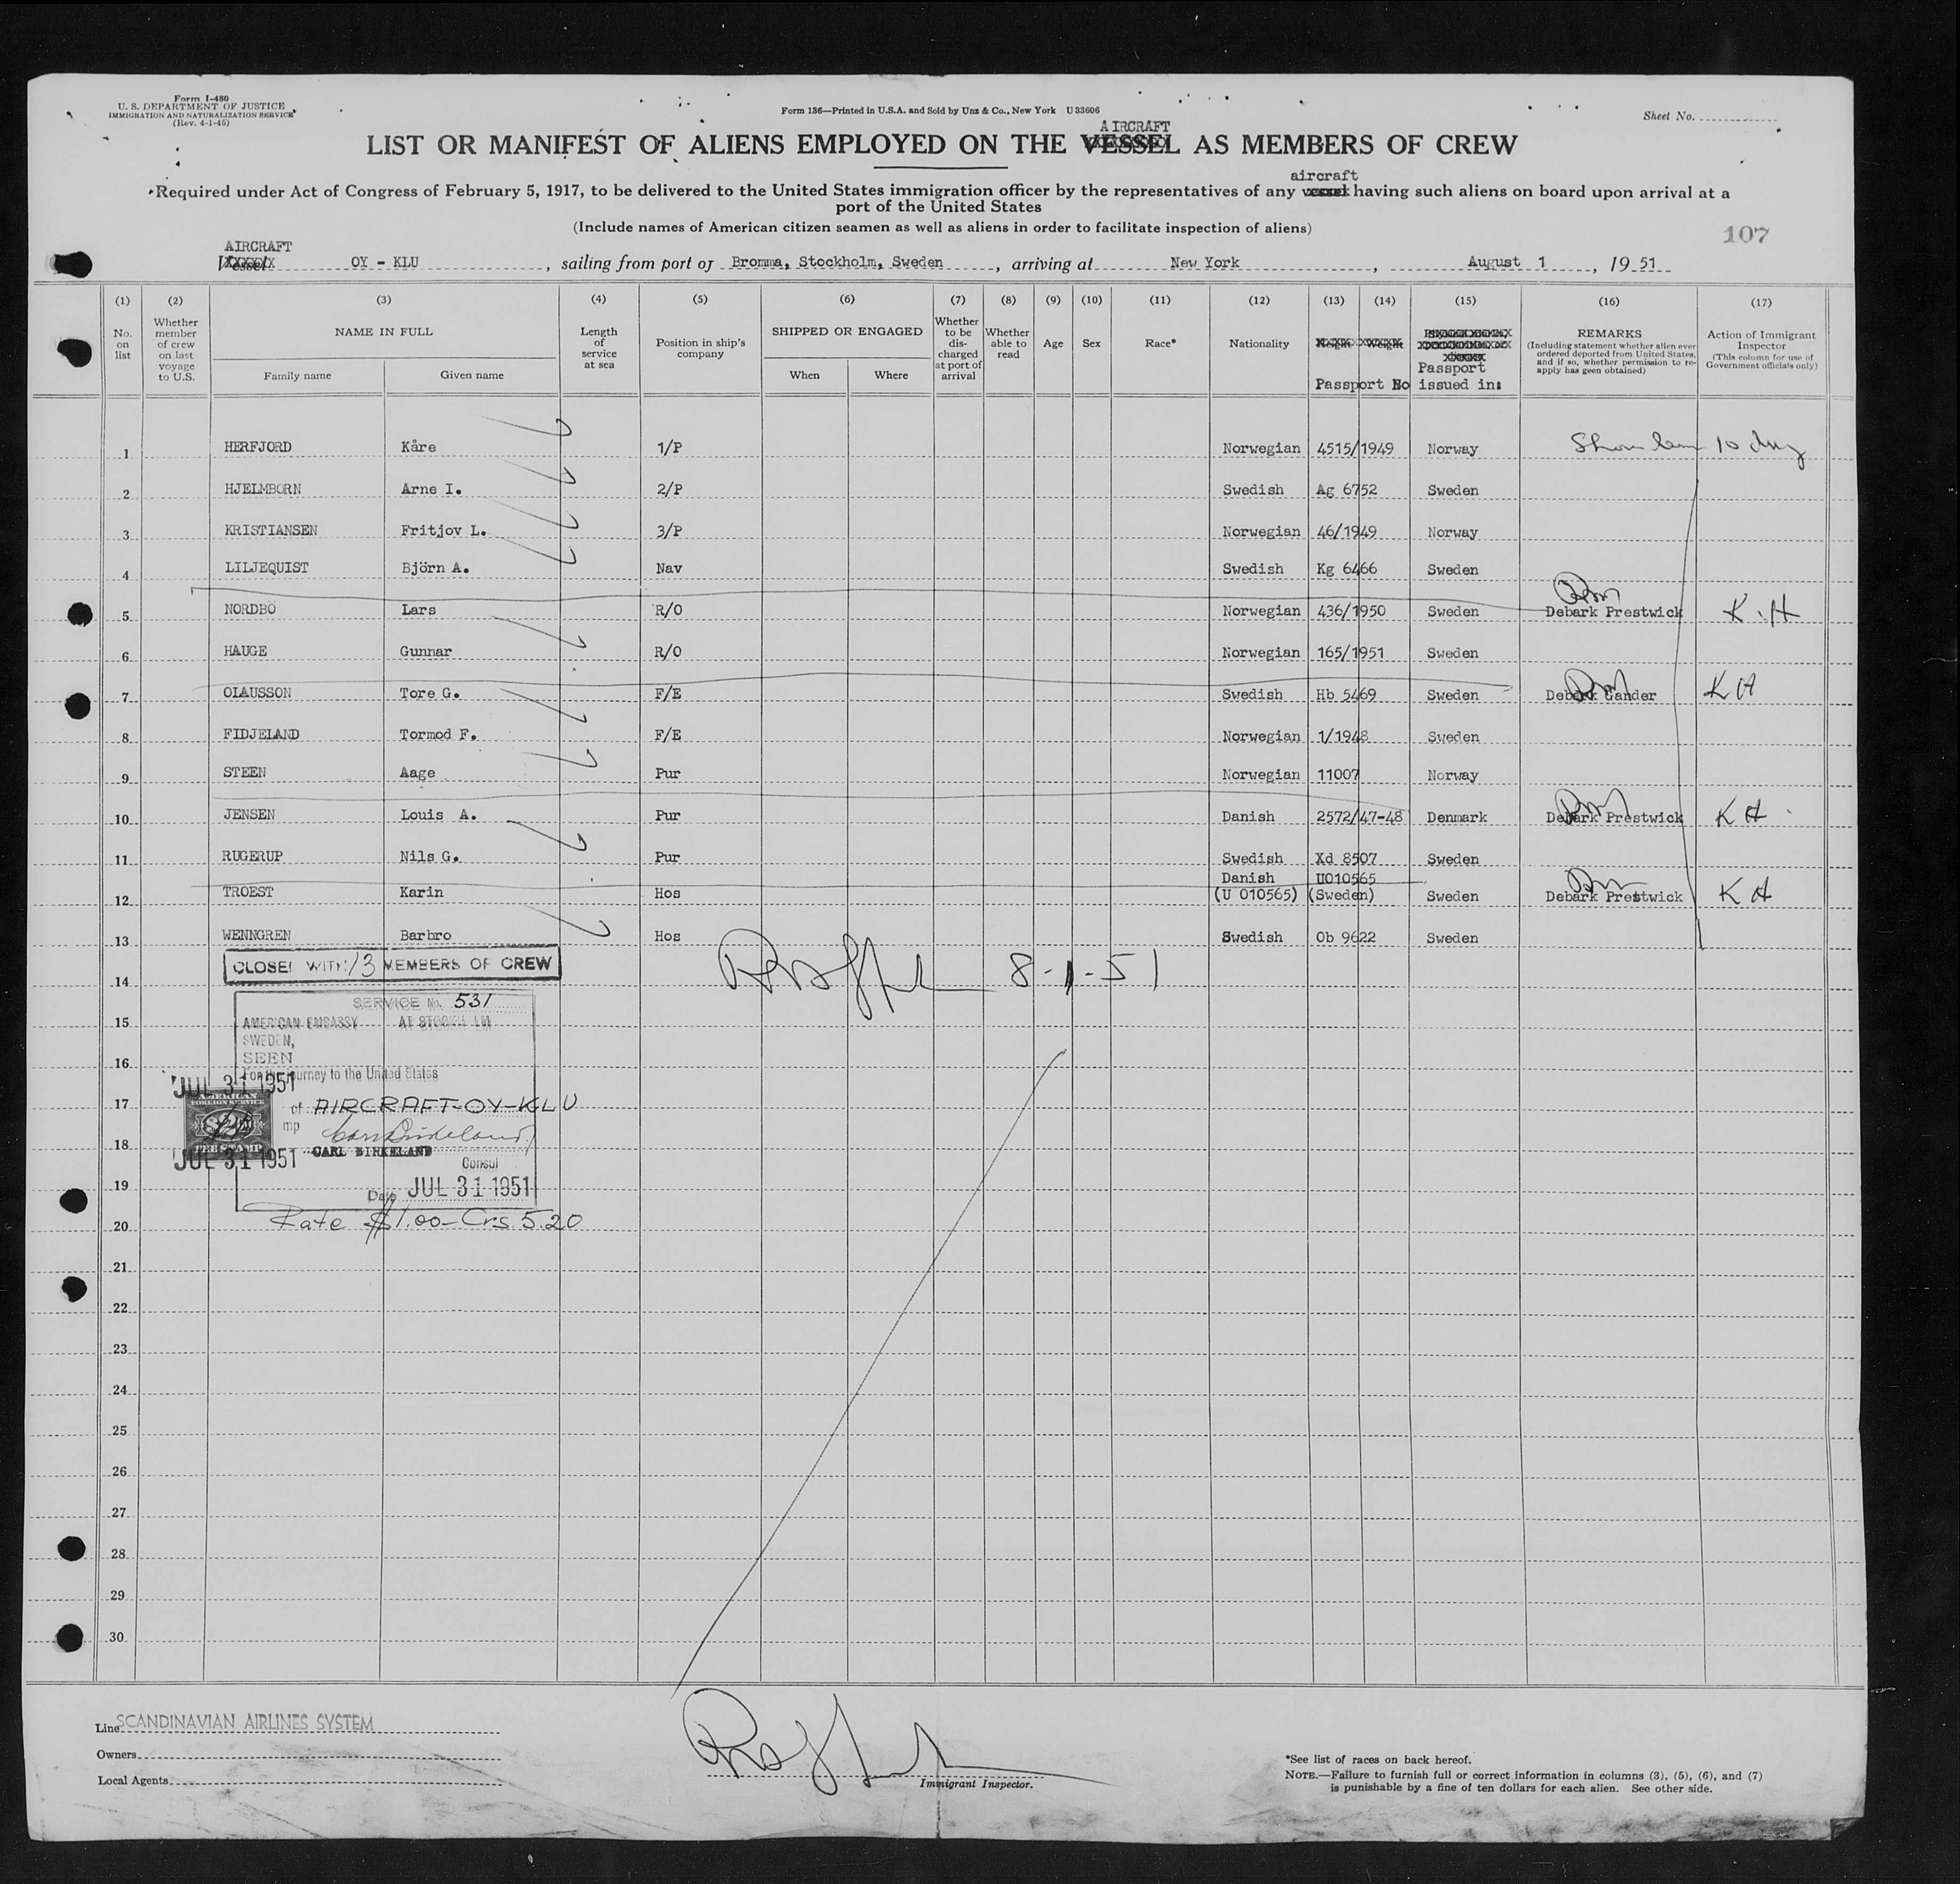 Form I-480
U. S. DEPARTMENT OF JUSTICE
IMMIGRATION AND NATURALIZATION SERVICE
(Rev. 4-1-45)
Form 136—Printed in U.S.A. and Sold by Unz & Co., New York U 33606
Sheet No.
AIRCRAFT
LIST OR MANIFEST OF ALIENS EMPLOYED ON THE VESSEL AS MEMBERS OF CREW
aircraft
Required under Act of Congress of February 5, 1917, to be delivered to the United States immigration officer by the representatives of any vessel having such aliens on board upon arrival at a
port of the United States
(Include names of American citizen seamen as well as aliens in order to facilitate inspection of aliens)
107
AIRCRAFT
Vessel OY - KLU, sailing from port of Bromma, Stockholm, Sweden, arriving at New York, August 1, 1951
(1) (2) (3) (4) (5) (6) (7) (8) (9) (10) (11) (12) (13) (14) (15) (16) (17)
No. on list
Whether member of crew on last voyage to U.S.
NAME IN FULL
Family name
Given name
Length of service at sea
Position in ship's company
SHIPPED OR ENGAGED
When
Where
Whether to be discharged at port of arrival
Whether able to read
Age
Sex
Race*
Nationality
Height Weight
Passport No
Passport issued in:
REMARKS
(Including statement whether alien ever ordered deported from United States, and if so, whether permission to reapply has geen obtained)
Action of Immigrant Inspector
(This column for use of Government officials only)
1 HERFJORD Kåre 1/P Norwegian 4515/1949 Norway 10
2 HJELMBORN Arne I. 2/P Swedish Ag 6752 Sweden
3 KRISTIANSEN Fritjov L. 3/P Norwegian 46/1949 Norway
4 LILJEQUIST Björn A. Nav Swedish Kg 6466 Sweden
5 NORDBÖ Lars R/O Norwegian 436/1950 Sweden Debark Prestwick K.H
6 HAUGE Gunnar R/O Norwegian 165/1951 Sweden
7 OLAUSSON Tore G. F/E Swedish Hb 5469 Sweden Debark Gander K H
8 FIDJELAND Tormod F. F/E Norwegian 1/1948 Sweden
9 STEEN Aage Pur Norwegian 11007 Norway
10 JENSEN Louis A. Pur Danish 2572/47-48 Denmark Debark Prestwick K H
11 RUGERUP Nils G. Pur Swedish Xd 8507 Sweden
Danish U010565
12 TROEST Karin Hos (U 010565) (Sweden) Sweden Debark Prestwick K H
13 WENNGREN Barbro Hos Swedish Ob 9622 Sweden
CLOSED WITH 13 MEMBERS OF CREW
8-1-51
14
SERVICE No. 531
15
AMERICAN EMBASSY AT STOCKHOLM
SWEDEN,
SEEN
16
For the journey to the United States
JUL 31 1951
17
of AIRCRAFT-OY-KLU
AMERICAN
FOREIGN SERVICE
$2
FEE STAMP
18
CARL BIRKELAND
JUL 31 1951
Consul
19
Date JUL 31 1951
20
Rate $1.00 - Crs. 5.20
21
22
23
24
25
26
27
28
29
30
Line SCANDINAVIAN AIRLINES SYSTEM
Owners
Local Agents
Immigrant Inspector.
*See list of races on back hereof.
NOTE.—Failure to furnish full or correct information in columns (3), (5), (6), and (7)
is punishable by a fine of ten dollars for each alien. See other side.